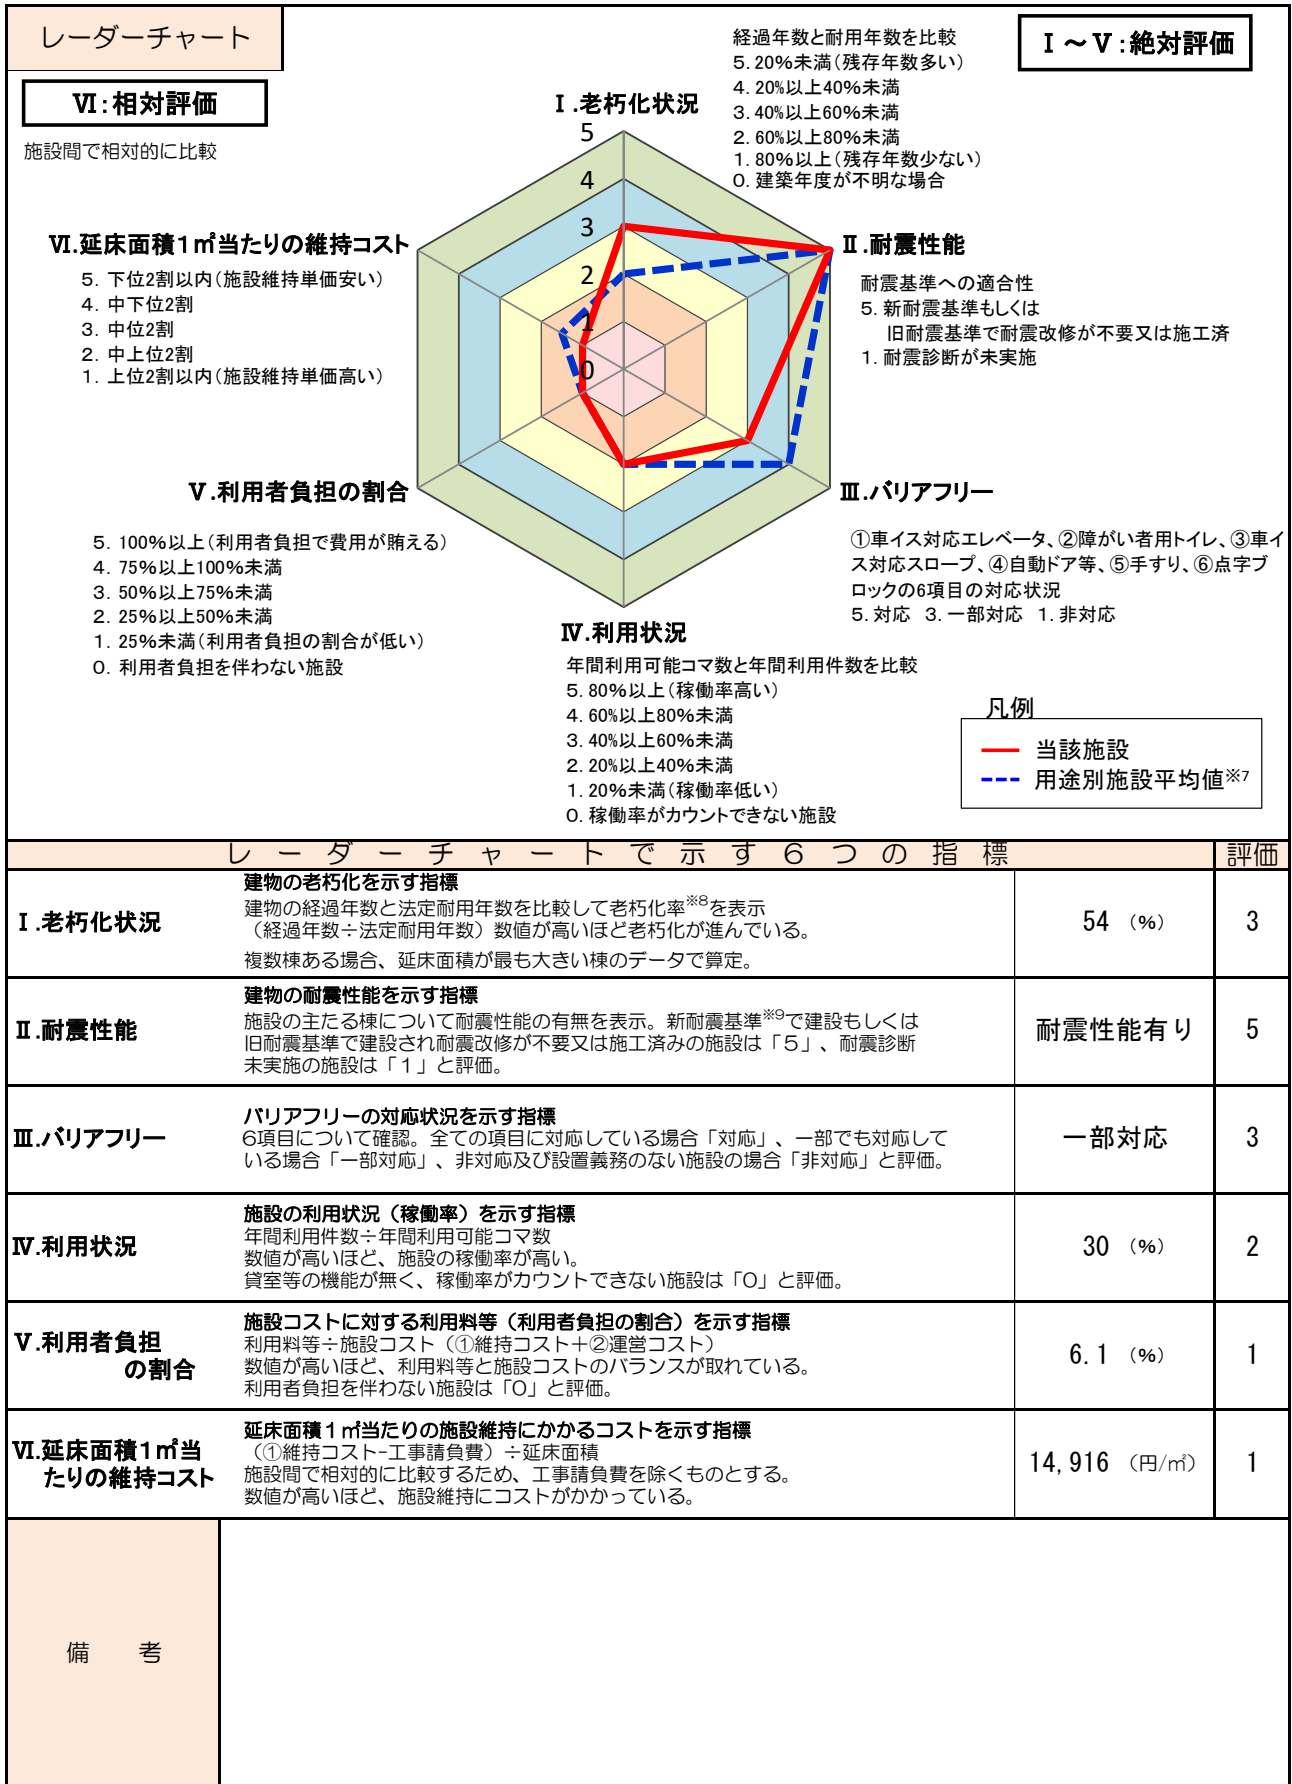 レーダーチャート
Ⅰ～Ⅴ:絶対評価
Ⅵ:相対評価
施設間で相対的に比較
経過年数と耐用年数を比較
5.20%未満(残存年数多い)
4.20%以上40%未満
3.40%以上60%未満
2.60%以上80%未満
1.80%以上(残存年数少ない)
0.建築年度が不明な場合
Ⅰ.老朽化状況
5
4
3
2
1
0
Ⅱ.耐震性能
耐震基準への適合性
5.新耐震基準もしくは
旧耐震基準で耐震改修が不要又は施工済
1.耐震診断が未実施
Ⅵ.延床面積1㎡当たりの維持コスト
5.下位2割以内(施設維持単価安い)
4.中下位2割
3.中位2割
2.中上位2割
1.上位2割以内(施設維持単価高い)
Ⅲ.バリアフリー
①車イス対応エレベータ、②障がい者用トイレ、③車イ
ス対応スロープ、④自動ドア等、⑤手すり、⑥点字ブ
ロックの6項目の対応状況
5.対応 3.一部対応 1.非対応
Ⅴ.利用者負担の割合
5.100%以上(利用者負担で費用が賄える)
4.75%以上100%未満
3.50%以上75%未満
2.25%以上50%未満
1.25%未満(利用者負担の割合が低い)
0.利用者負担を伴わない施設
Ⅳ.利用状況
年間利用可能コマ数と年間利用件数を比較
5.80%以上(稼働率高い)
4.60%以上80%未満
3.40%以上60%未満
2.20%以上40%未満
1.20%未満(稼働率低い)
0.稼働率がカウントできない施設
凡例
当該施設
用途別施設平均値※7
レーダーチャートで示す6つの指標 評価
Ⅰ.老朽化状況
建物の老朽化を示す指標
建物の経過年数と法定耐用年数を比較して老朽化率※8を表示
（経過年数÷法定耐用年数）数値が高いほど老朽化が進んでいる。
複数棟ある場合、延床面積が最も大きい棟のデータで算定。
54 (%) 3
Ⅱ.耐震性能
建物の耐震性能を示す指標
施設の主たる棟について耐震性能の有無を表示。新耐震基準※9で建設もしくは
旧耐震基準で建設され耐震改修が不要又は施工済みの施設は「5」、耐震診断
未実施の施設は「1」と評価。
耐震性能有り 5
Ⅲ.バリアフリー
バリアフリーの対応状況を示す指標
6項目について確認。全ての項目に対応している場合「対応」、一部でも対応して
いる場合「一部対応」、非対応及び設置義務のない施設の場合「非対応」と評価。
一部対応 3
Ⅳ.利用状況
施設の利用状況（稼働率）を示す指標
年間利用件数÷年間利用可能コマ数
数値が高いほど、施設の稼働率が高い。
貸室等の機能が無く、稼働率がカウントできない施設は「0」と評価。
30 (%) 2
Ⅴ.利用者負担
の割合
施設コストに対する利用料等（利用者負担の割合）を示す指標
利用料等÷施設コスト（①維持コスト+②運営コスト）
数値が高いほど、利用料等と施設コストのバランスが取れている。
利用者負担を伴わない施設は「0」と評価。
6.1 (%) 1
Ⅵ.延床面積1㎡当
たりの維持コスト
延床面積1㎡当たりの施設維持にかかるコストを示す指標
（①維持コスト-工事請負費）÷延床面積
施設間で相対的に比較するため、工事請負費を除くものとする。
数値が高いほど、施設維持にコストがかかっている。
14,916 (円/㎡) 1
備 考